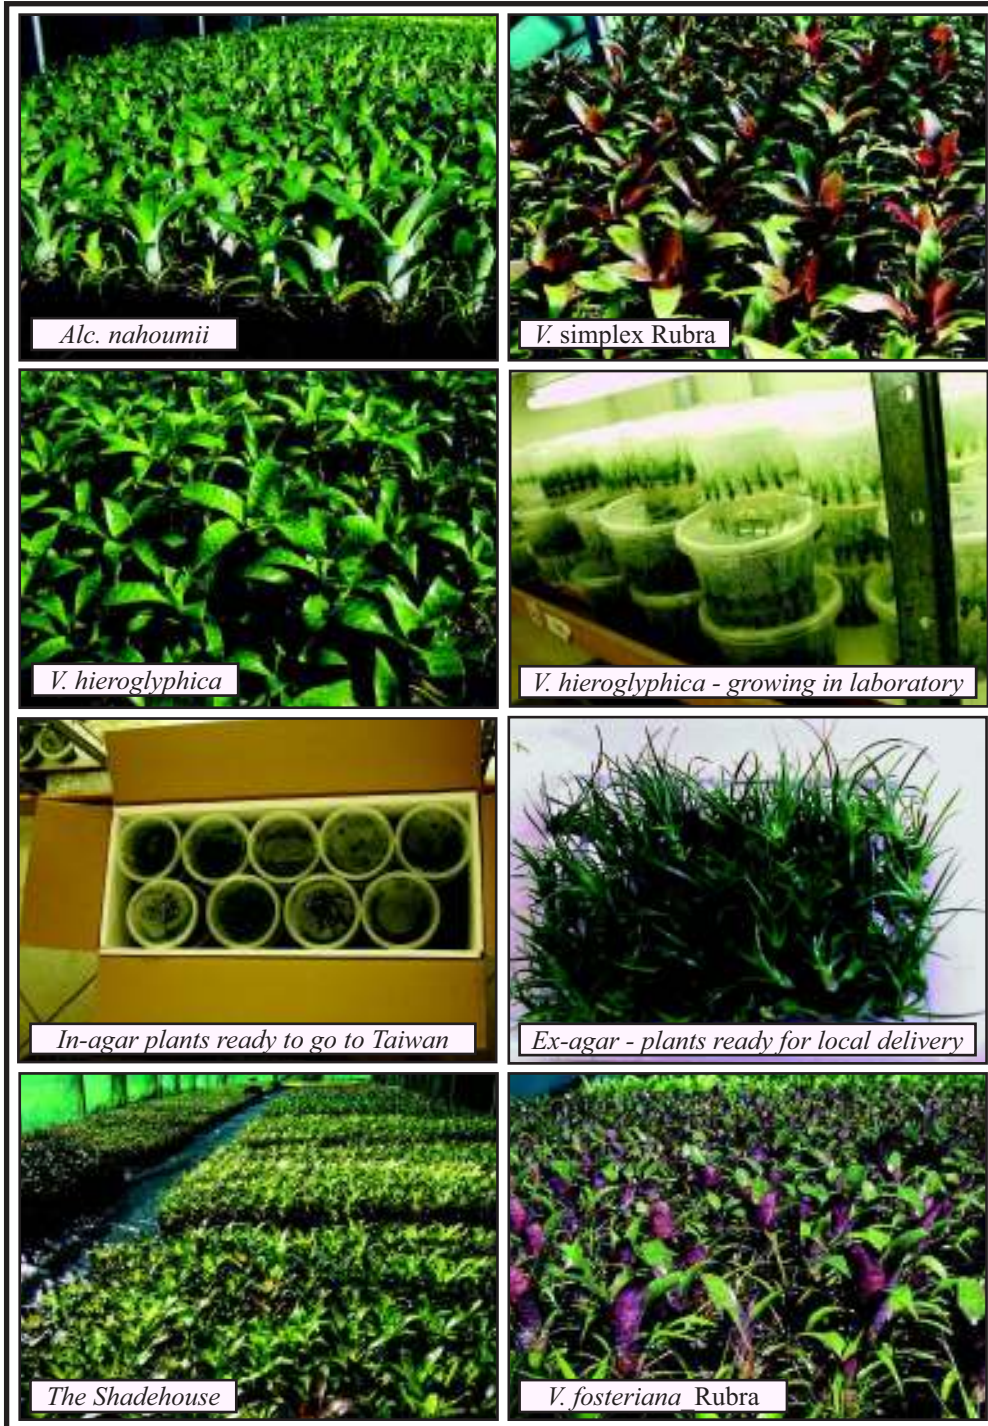 Alc. nahoumii
V. simplex Rubra
V. hieroglyphica
V. hieroglyphica - growing in laboratory
In-agar plants ready to go to Taiwan
Ex-agar - plants ready for local delivery
The Shadehouse
V. fosteriana Rubra